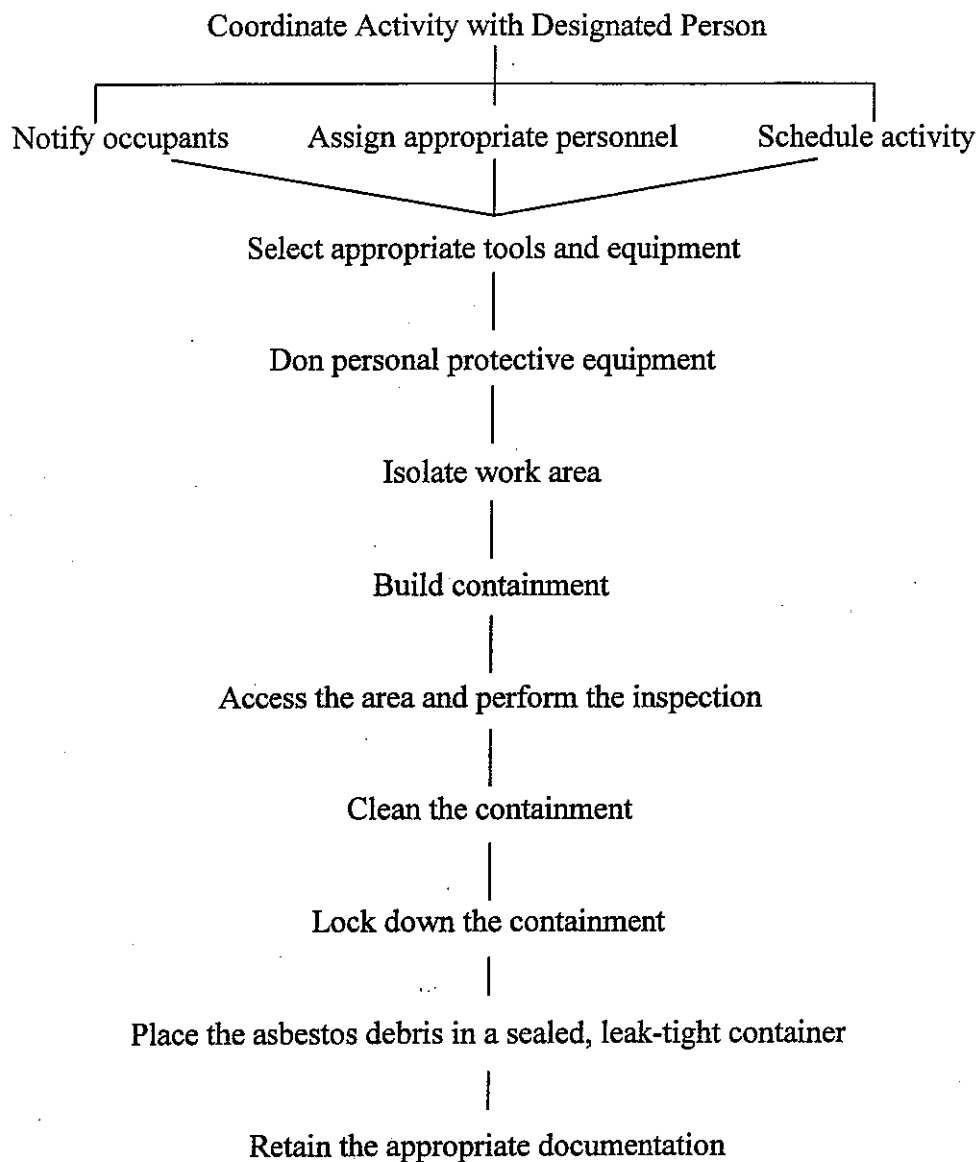 Coordinate Activity with Designated Person
Notify occupants
Assign appropriate personnel
Schedule activity
Select appropriate tools and equipment
Don personal protective equipment
Isolate work area
Build containment
Access the area and perform the inspection
Clean the containment
Lock down the containment
Place the asbestos debris in a sealed, leak-tight container
Retain the appropriate documentation